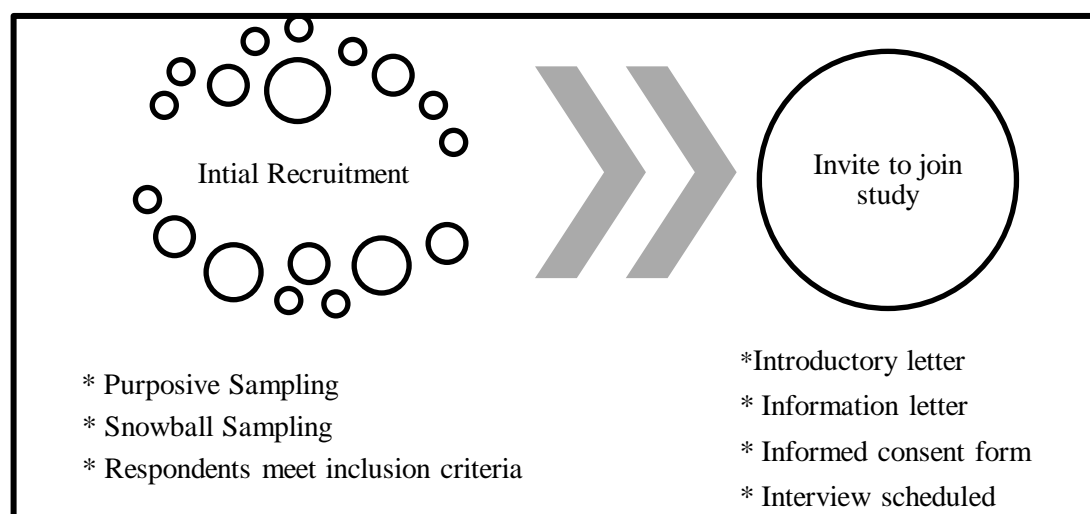 Intial Recruitment
* Purposive Sampling
* Snowball Sampling
* Respondents meet inclusion criteria
Invite to join
study
*Introductory letter
* Information letter
* Informed consent form
* Interview scheduled